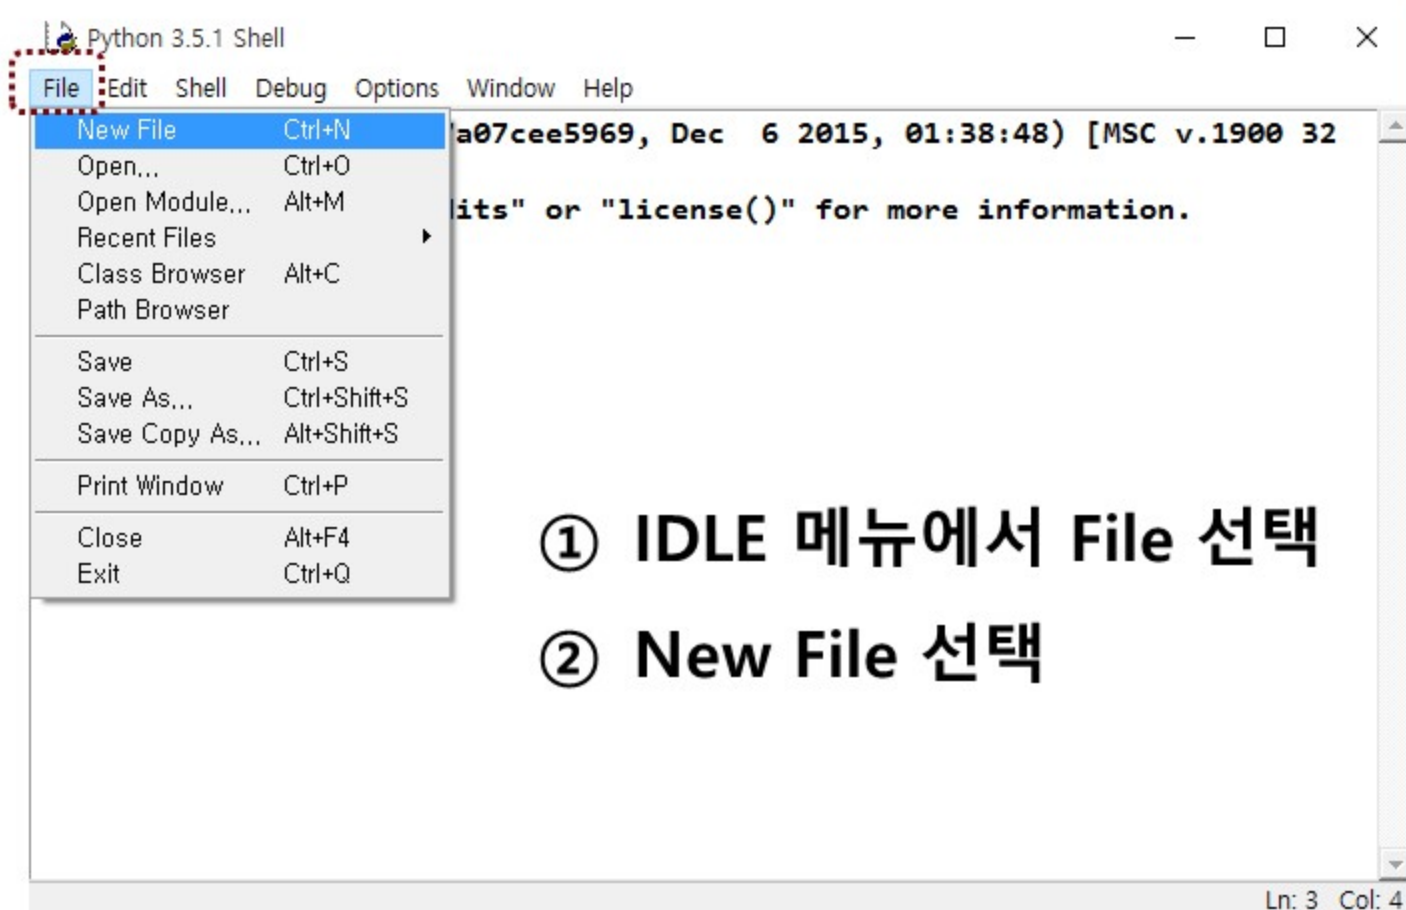 Python 3.5.1 Shell
File Edit Shell Debug Options Window Help
New File Ctrl+N
Open... Ctrl+O
Open Module... Alt+M
Recent Files
Class Browser Alt+C
Path Browser
Save Ctrl+S
Save As... Ctrl+Shift+S
Save Copy As... Alt+Shift+S
Print Window Ctrl+P
Close Alt+F4
Exit Ctrl+Q
a07cee5969, Dec 6 2015, 01:38:48) [MSC v.1900 32
its" or "license()" for more information.
① IDLE 메뉴에서 File 선택
② New File 선택
Ln: 3 Col: 4